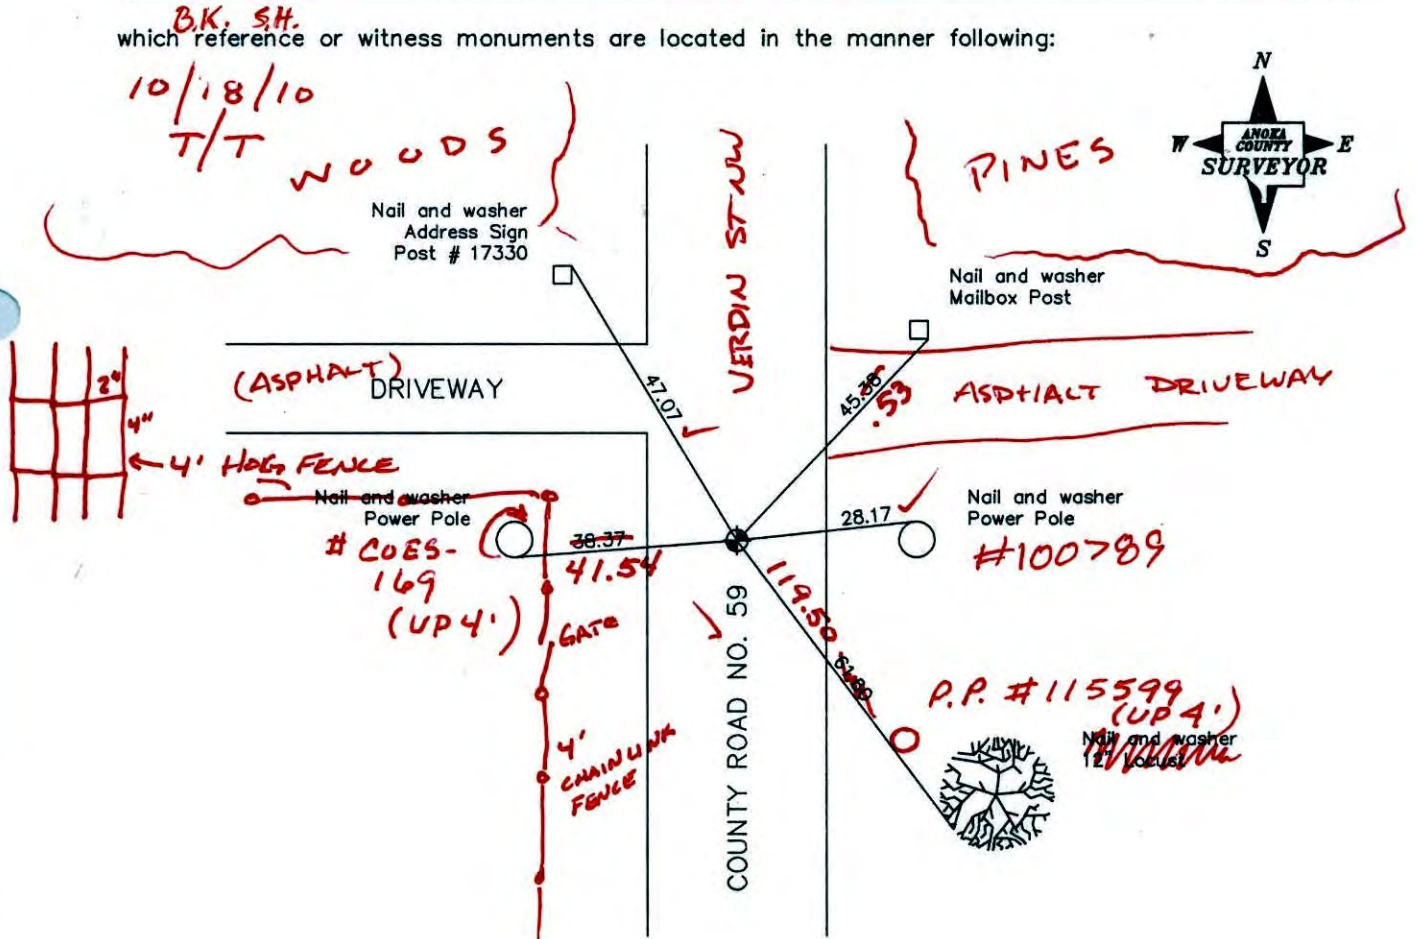 B.K. S.H.
which reference or witness monuments are located in the manner following:
10/18/10
T/T
WOODS
VERDIN ST NW
PINES
N
W
ANOKA
COUNTY
SURVEYOR
E
S
Nail and washer
Address Sign
Post # 17330
Nail and washer
Mailbox Post
2"
4"
(ASPHALT)
DRIVEWAY
47.07
45.38
.53
ASPHALT DRIVEWAY
4' HOG FENCE
Nail and washer
Power Pole
# COES-
169
(UP 4')
38.37
41.54
28.17
Nail and washer
Power Pole
#100789
119.50
GATE
COUNTY ROAD NO. 59
P.P. #115599
(UP 4')
Nail and washer
12" Locust
4'
CHAIN LINK
FENCE